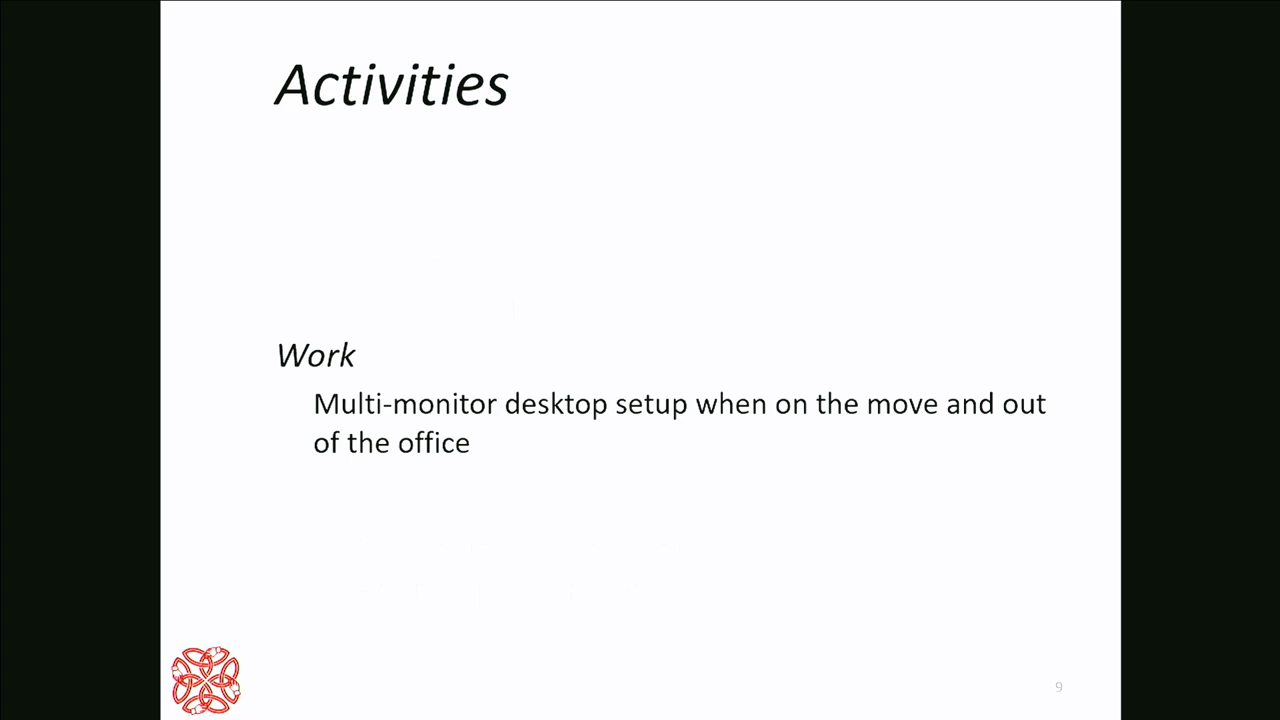 Activities
Work
Multi-monitor desktop setup when on the move and out
of the office
9